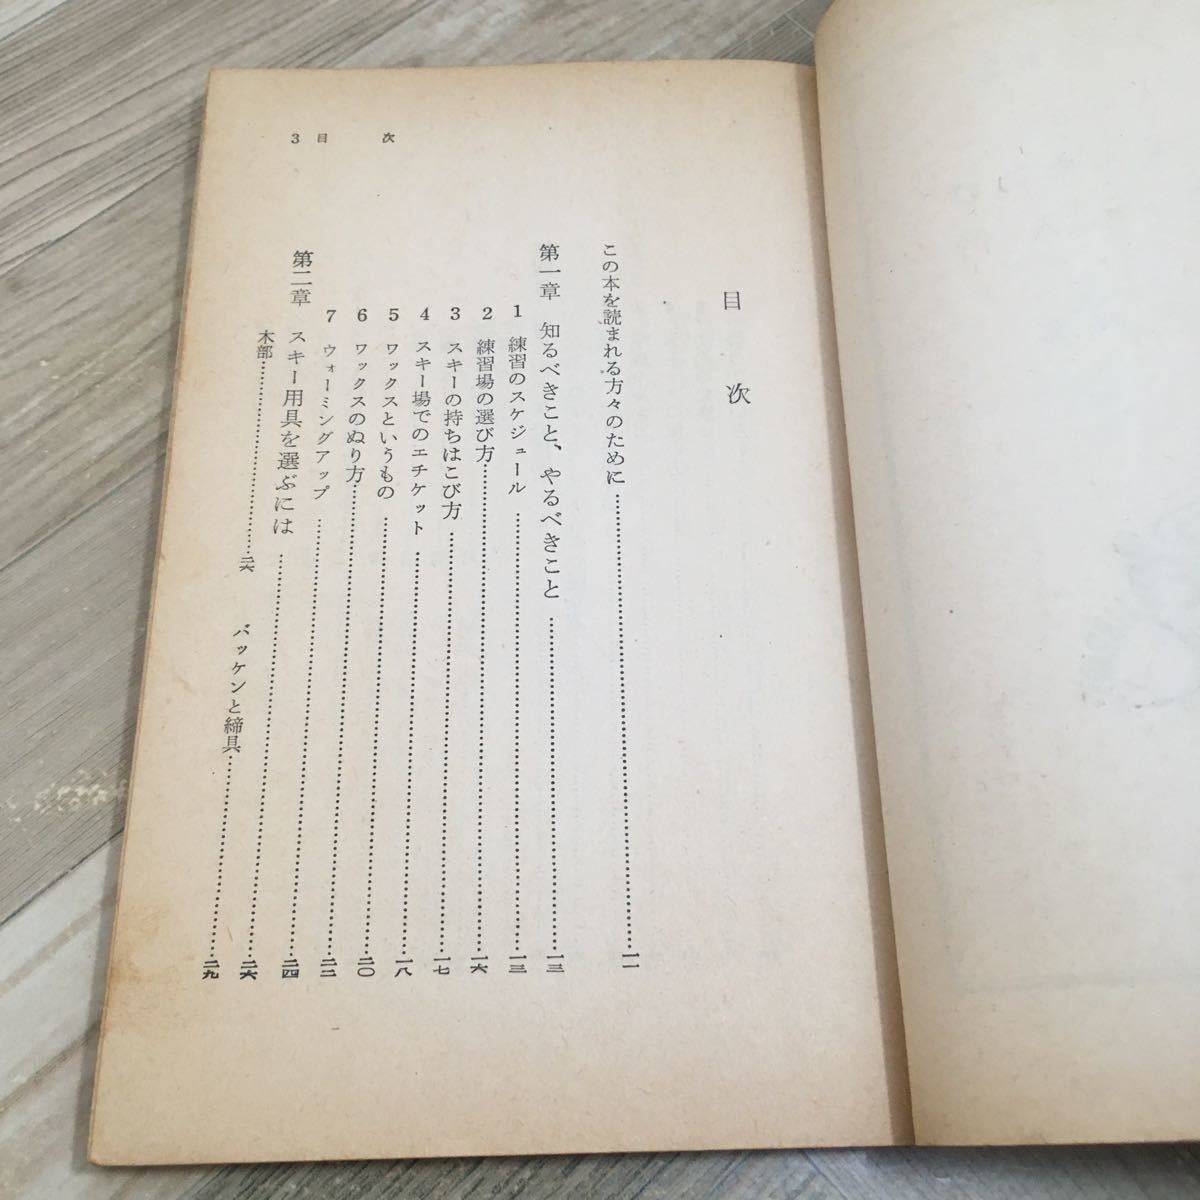 3 目 次
目 次
この本を読まれる方々のために……一一
第一章 知るべきこと、やるべきこと……一三
1 練習のスケジュール……一三
2 練習場の選び方……一六
3 スキーの持ちはこび方……一七
4 スキー場でのエチケット……一八
5 ワックスというもの……二〇
6 ワックスのぬり方……二二
7 ウォーミングアップ……二四
第二章 スキー用具を選ぶには……二六
木部……二六 バッケンと締具……二九